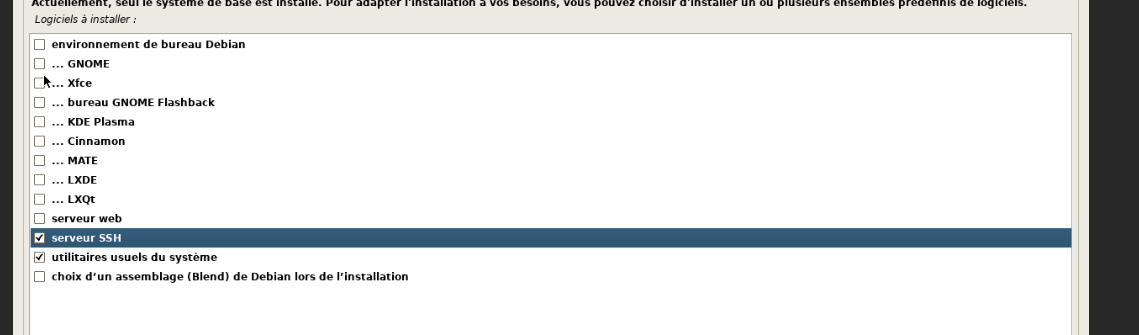 Actuellement, seul le système de base est installé. Pour adapter l'installation à vos besoins, vous pouvez choisir d'installer un ou plusieurs ensembles prédéfinis de logiciels.
Logiciels à installer :
environnement de bureau Debian
... GNOME
... Xfce
... bureau GNOME Flashback
... KDE Plasma
... Cinnamon
... MATE
... LXDE
... LXQt
serveur web
serveur SSH
utilitaires usuels du système
choix d’un assemblage (Blend) de Debian lors de l’installation